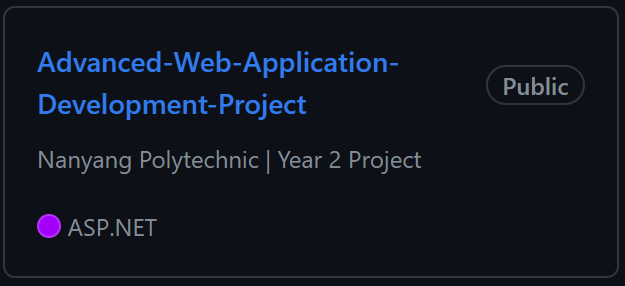 Advanced-Web-Application-
Development-Project
Public
Nanyang Polytechnic | Year 2 Project
ASP.NET